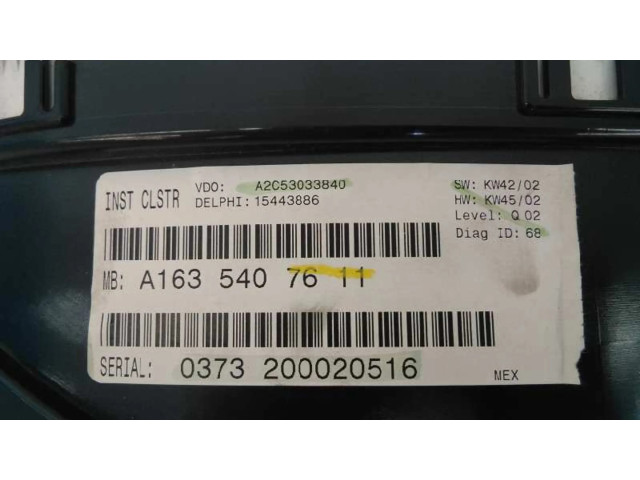 INST CLSTR
VDO: A2C53033840
DELPHI: 15443886
SW: KW42/02
HW: KW45/02
Level: Q 02
Diag ID: 68
MB: A163 540 76 11
SERIAL: 0373 200020516
MEX